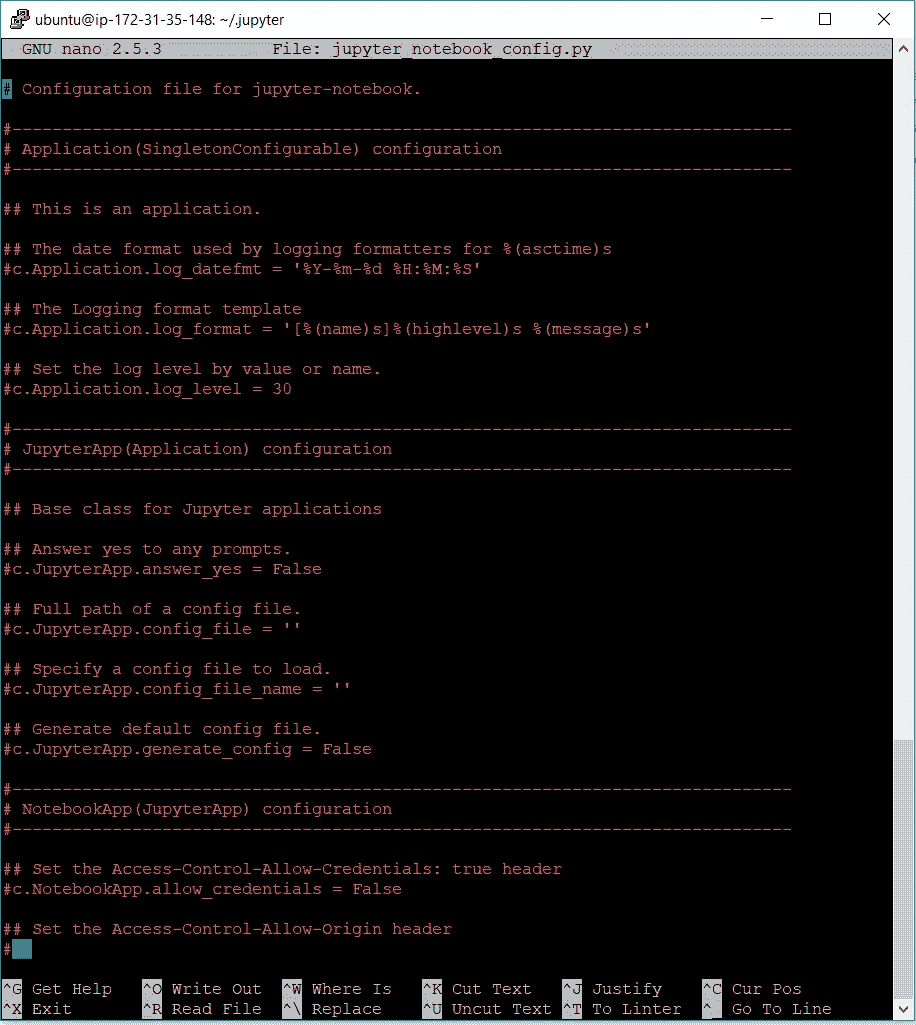 ubuntu@ip-172-31-35-148: ~/.jupyter
GNU nano 2.5.3 File: jupyter_notebook_config.py
# Configuration file for jupyter-notebook.
#------------------------------------------------------------------------------
# Application(SingletonConfigurable) configuration
#------------------------------------------------------------------------------
## This is an application.
## The date format used by logging formatters for %(asctime)s
#c.Application.log_datefmt = '%Y-%m-%d %H:%M:%S'
## The Logging format template
#c.Application.log_format = '[%(name)s]%(highlevel)s %(message)s'
## Set the log level by value or name.
#c.Application.log_level = 30
#------------------------------------------------------------------------------
# JupyterApp(Application) configuration
#------------------------------------------------------------------------------
## Base class for Jupyter applications
## Answer yes to any prompts.
#c.JupyterApp.answer_yes = False
## Full path of a config file.
#c.JupyterApp.config_file = ''
## Specify a config file to load.
#c.JupyterApp.config_file_name = ''
## Generate default config file.
#c.JupyterApp.generate_config = False
#------------------------------------------------------------------------------
# NotebookApp(JupyterApp) configuration
#------------------------------------------------------------------------------
## Set the Access-Control-Allow-Credentials: true header
#c.NotebookApp.allow_credentials = False
## Set the Access-Control-Allow-Origin header
#
^G Get Help ^O Write Out ^W Where Is ^K Cut Text ^J Justify ^C Cur Pos
^X Exit ^R Read File ^\ Replace ^U Uncut Text ^T To Linter ^_ Go To Line